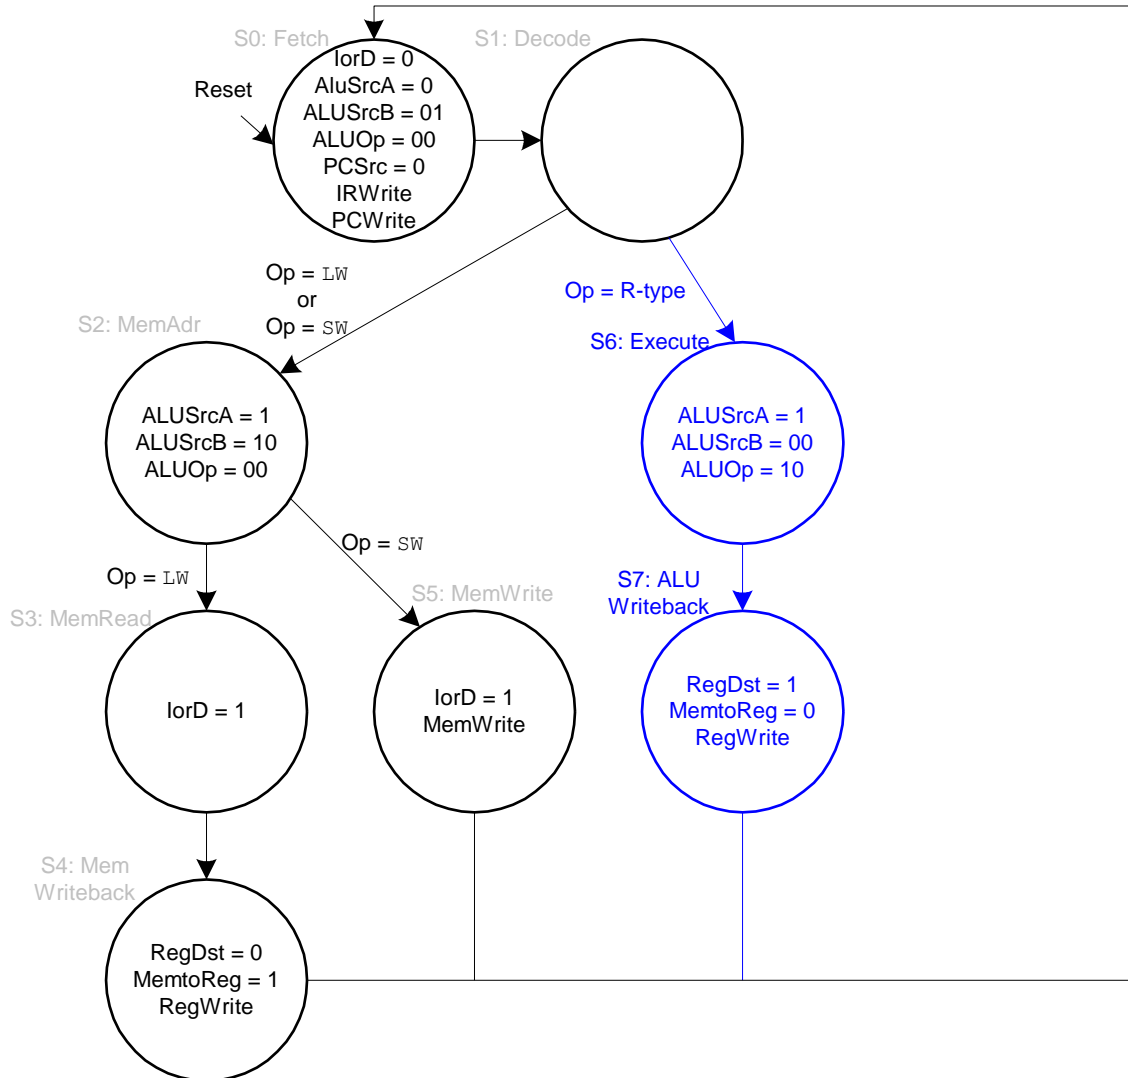 S0: Fetch
S1: Decode
Reset
IorD = 0
AluSrcA = 0
ALUSrcB = 01
ALUOp = 00
PCSrc = 0
IRWrite
PCWrite
Op = LW
or
Op = SW
Op = R-type
S2: MemAdr
S6: Execute
ALUSrcA = 1
ALUSrcB = 10
ALUOp = 00
ALUSrcA = 1
ALUSrcB = 00
ALUOp = 10
Op = LW
Op = SW
S3: MemRead
S5: MemWrite
S7: ALU
Writeback
IorD = 1
IorD = 1
MemWrite
RegDst = 1
MemtoReg = 0
RegWrite
S4: Mem
Writeback
RegDst = 0
MemtoReg = 1
RegWrite